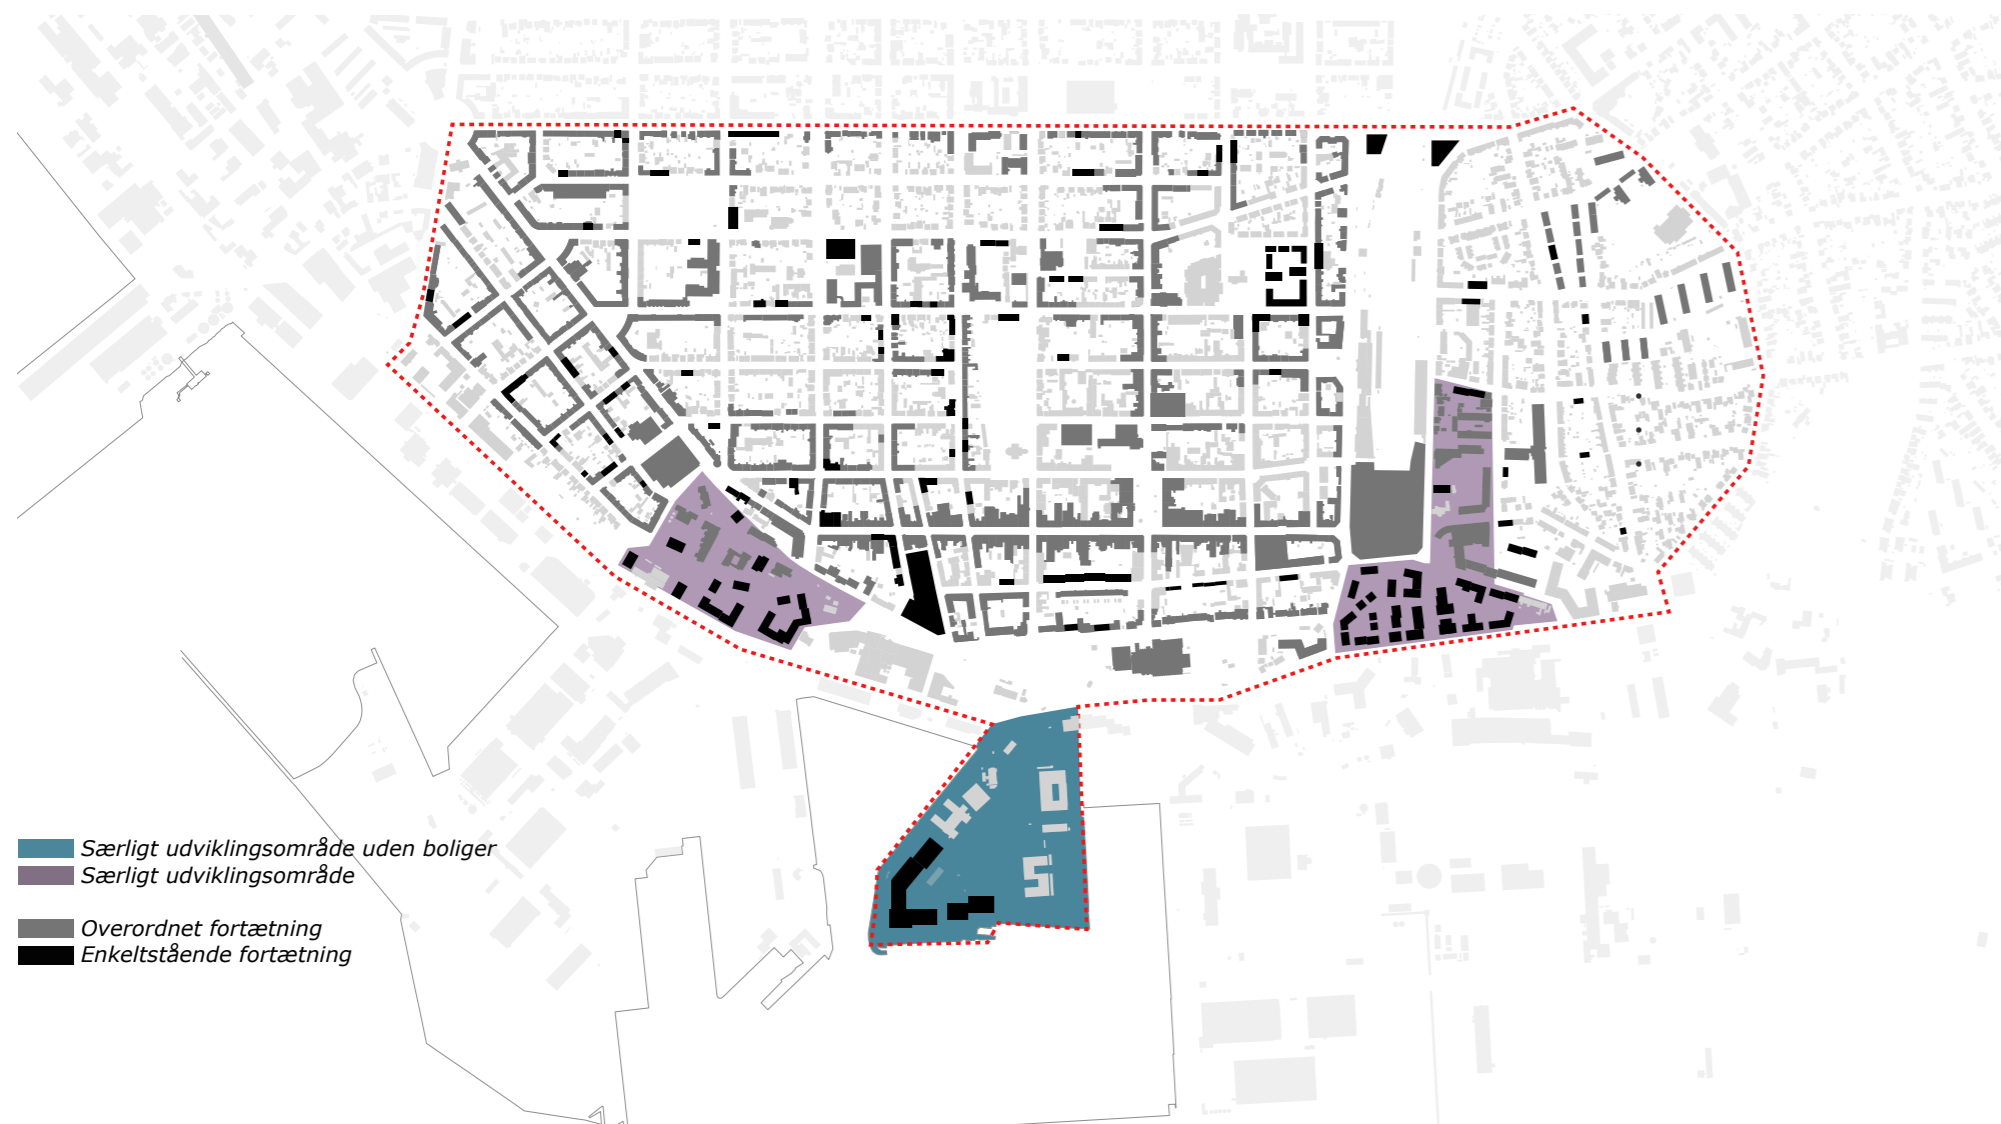 Særligt udviklingsområde uden boliger
Særligt udviklingsområde
Overordnet fortætning
Enkeltstående fortætning